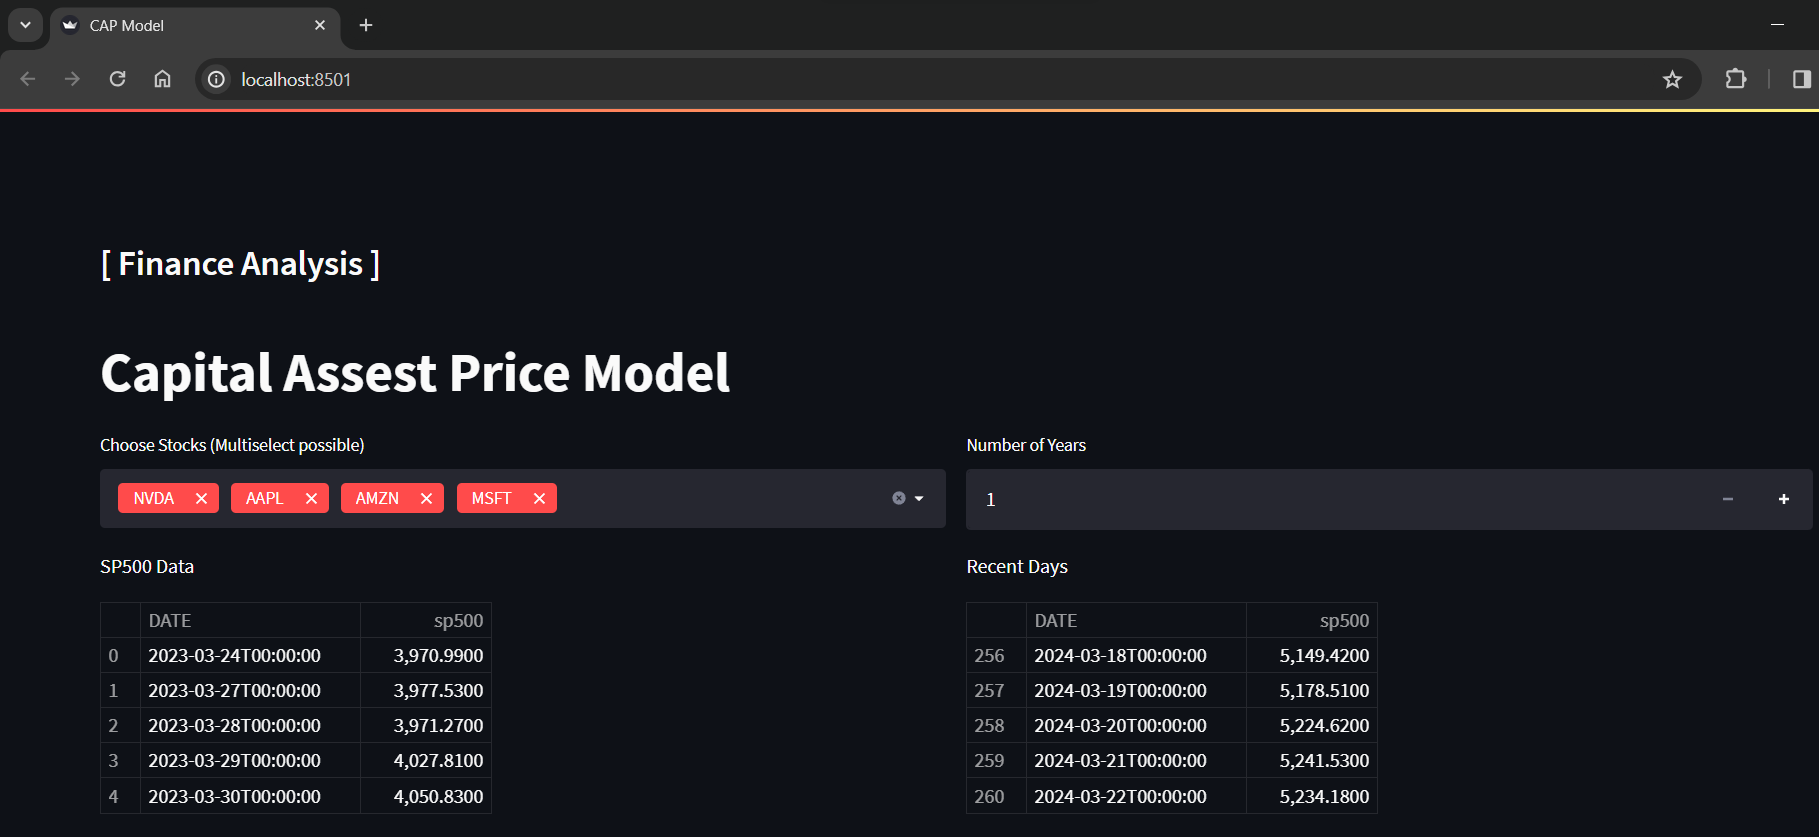 CAP Model
localhost:8501
[ Finance Analysis ]
Capital Assest Price Model
Choose Stocks (Multiselect possible)
NVDA AAPL AMZN MSFT
Number of Years
1
SP500 Data
DATE sp500
0 2023-03-24T00:00:00 3,970.9900
1 2023-03-27T00:00:00 3,977.5300
2 2023-03-28T00:00:00 3,971.2700
3 2023-03-29T00:00:00 4,027.8100
4 2023-03-30T00:00:00 4,050.8300
Recent Days
DATE sp500
256 2024-03-18T00:00:00 5,149.4200
257 2024-03-19T00:00:00 5,178.5100
258 2024-03-20T00:00:00 5,224.6200
259 2024-03-21T00:00:00 5,241.5300
260 2024-03-22T00:00:00 5,234.1800